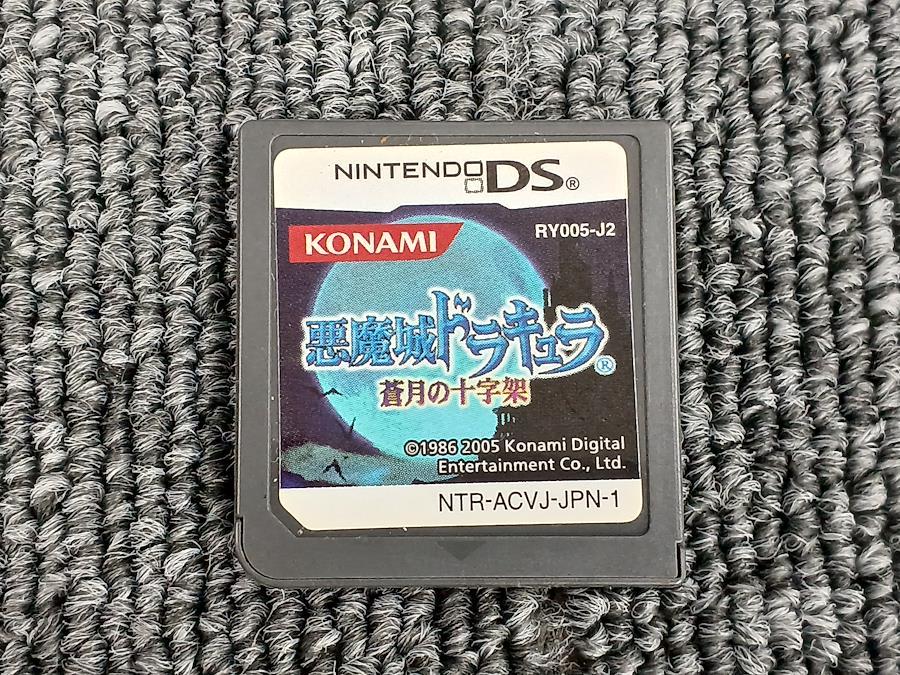 NINTENDO DS®
KONAMI
RY005-J2
悪魔城ドラキュラ®
蒼月の十字架
©1986 2005 Konami Digital
Entertainment Co., Ltd.
NTR-ACVJ-JPN-1